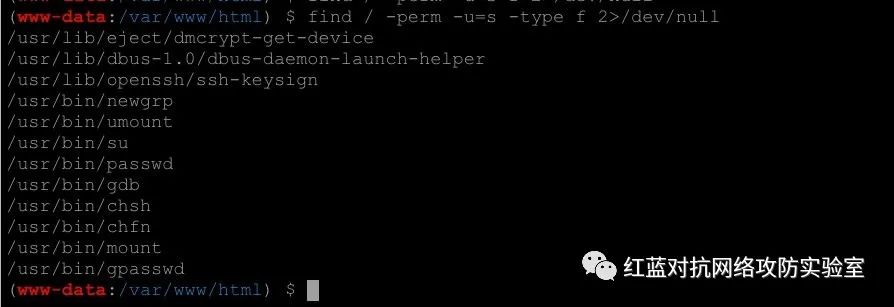 (www-data:/var/www/html) $ find / -perm -u=s -type f 2>/dev/null
/usr/lib/eject/dmcrypt-get-device
/usr/lib/dbus-1.0/dbus-daemon-launch-helper
/usr/lib/openssh/ssh-keysign
/usr/bin/newgrp
/usr/bin/umount
/usr/bin/su
/usr/bin/passwd
/usr/bin/gdb
/usr/bin/chsh
/usr/bin/chfn
/usr/bin/mount
/usr/bin/gpasswd
(www-data:/var/www/html) $
红蓝对抗网络攻防实验室